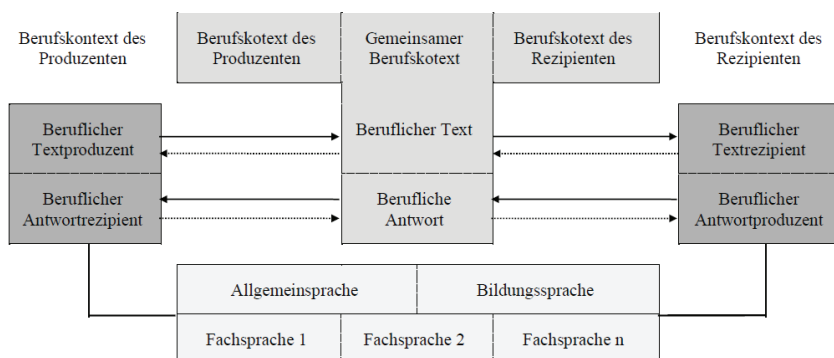 Berufskontext des
Produzenten
Berufskotext des
Produzenten
Gemeinsamer
Berufskotext
Berufskotext des
Rezipienten
Berufskontext des
Rezipienten
Beruflicher
Textproduzent
Beruflicher Text
Beruflicher
Textrezipient
Beruflicher
Antwortrezipient
Berufliche
Antwort
Beruflicher
Antwortproduzent
Allgemeinsprache
Bildungssprache
Fachsprache 1
Fachsprache 2
Fachsprache n